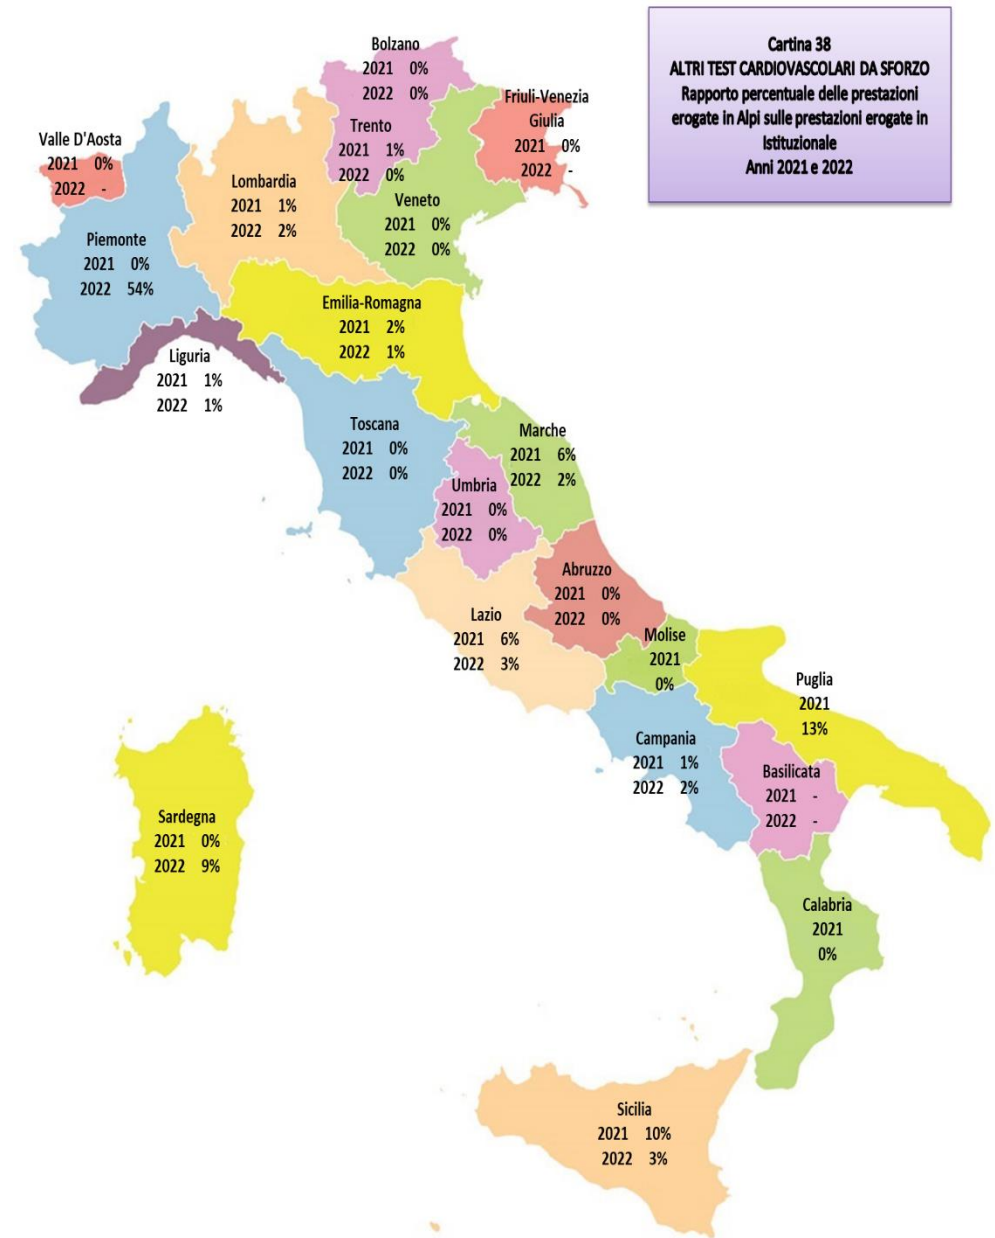 Cartina 38
ALTRI TEST CARDIOVASCOLARI DA SFORZO
Rapporto percentuale delle prestazioni
erogate in Alpi sulle prestazioni erogate in
Istituzionale
Anni 2021 e 2022
Bolzano
2021 0%
2022 0%
Friuli-Venezia
Giulia
2021 0%
2022 -
Trento
2021 1%
2022 0%
Valle D'Aosta
2021 0%
2022 -
Lombardia
2021 1%
2022 2%
Veneto
2021 0%
2022 0%
Piemonte
2021 0%
2022 54%
Emilia-Romagna
2021 2%
2022 1%
Liguria
2021 1%
2022 1%
Toscana
2021 0%
2022 0%
Marche
2021 6%
2022 2%
Umbria
2021 0%
2022 0%
Abruzzo
2021 0%
2022 0%
Lazio
2021 6%
2022 3%
Molise
2021
0%
Puglia
2021
13%
Campania
2021 1%
2022 2%
Basilicata
2021 -
2022 -
Sardegna
2021 0%
2022 9%
Calabria
2021
0%
Sicilia
2021 10%
2022 3%